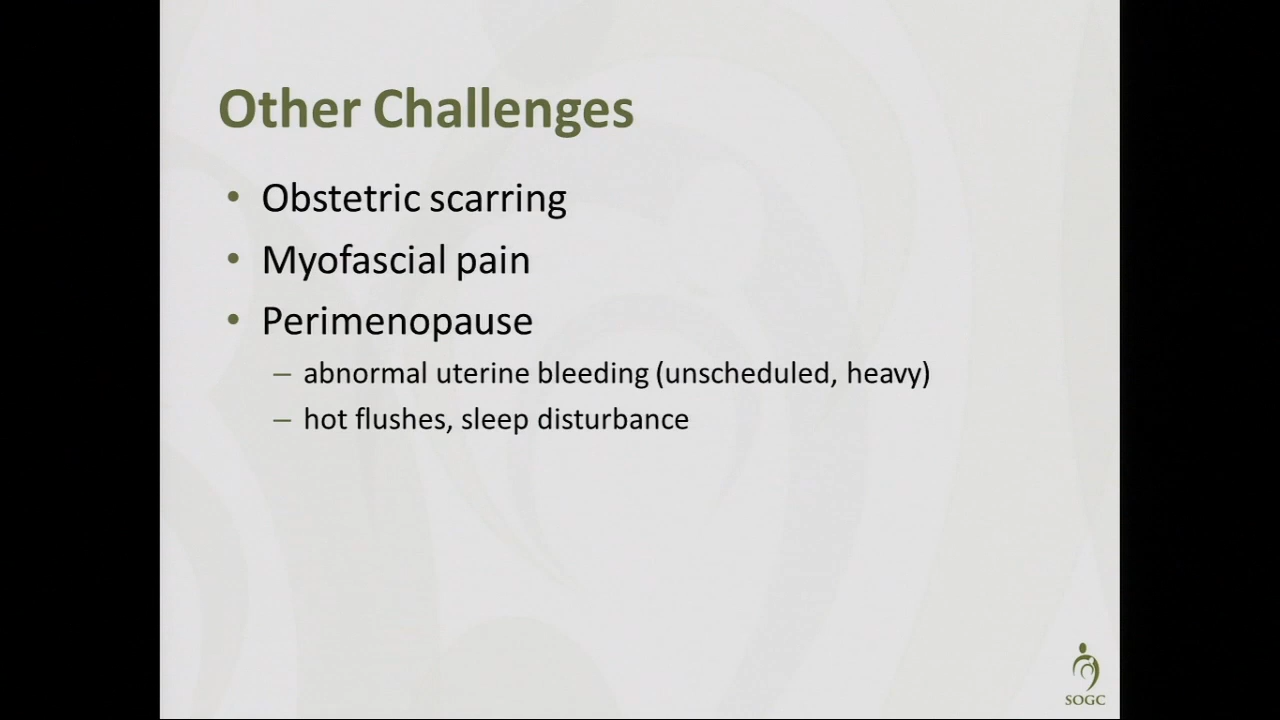 Other Challenges
• Obstetric scarring
• Myofascial pain
• Perimenopause
– abnormal uterine bleeding (unscheduled, heavy)
– hot flushes, sleep disturbance
SOGC